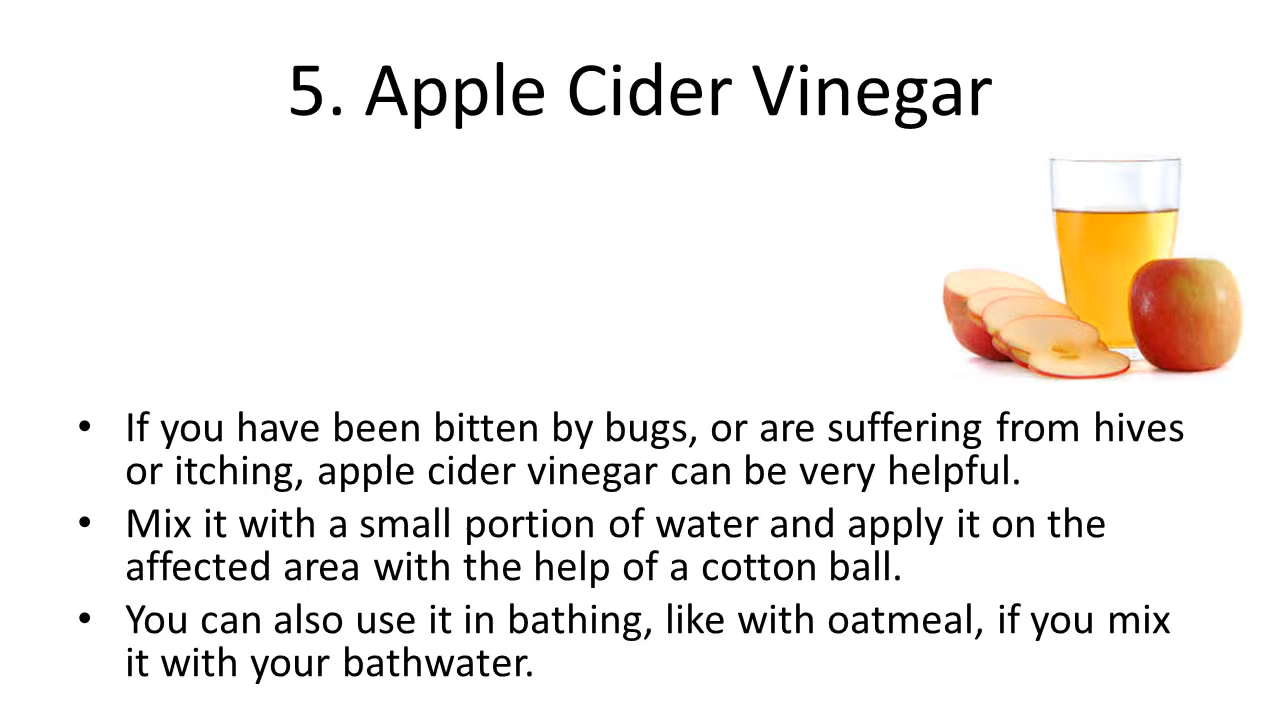 5. Apple Cider Vinegar
• If you have been bitten by bugs, or are suffering from hives
or itching, apple cider vinegar can be very helpful.
• Mix it with a small portion of water and apply it on the
affected area with the help of a cotton ball.
• You can also use it in bathing, like with oatmeal, if you mix
it with your bathwater.